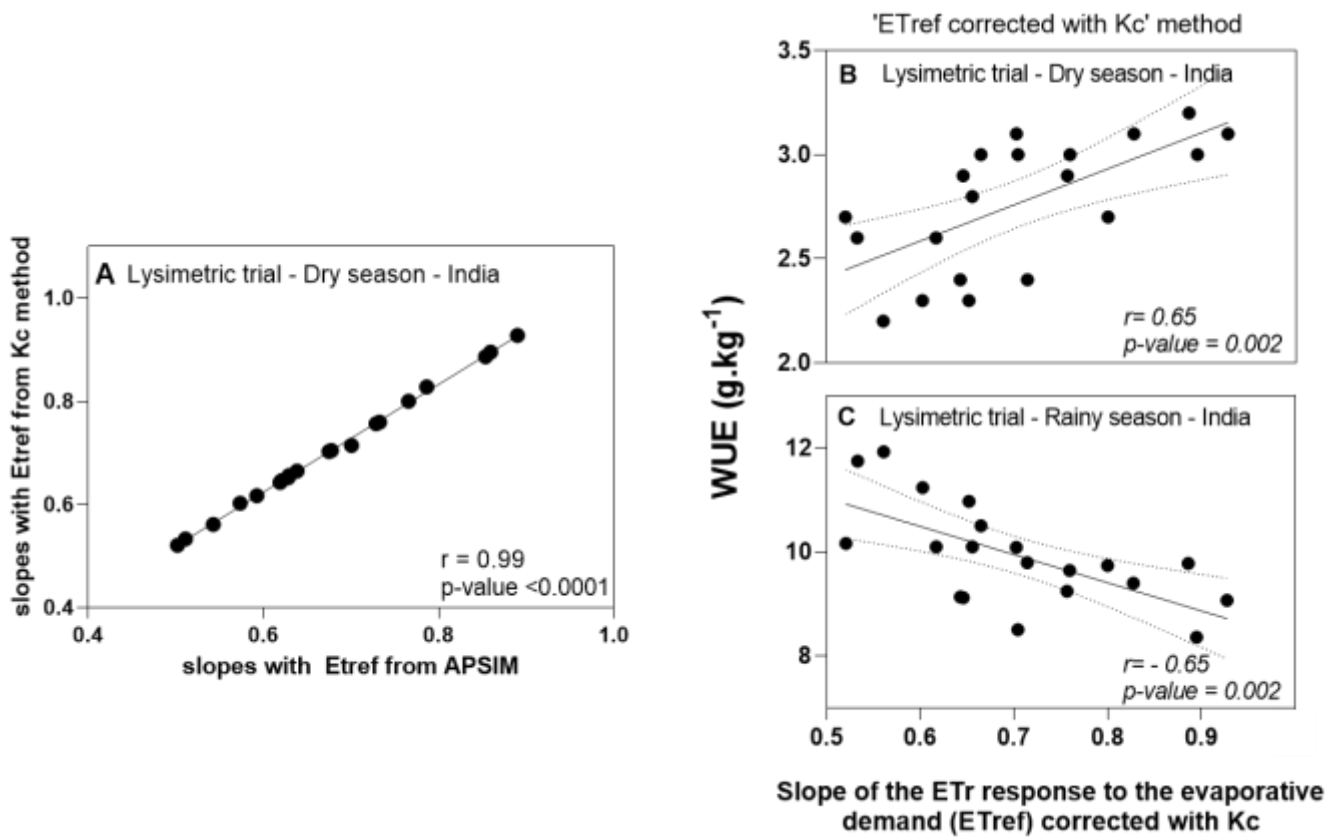 A Lysimetric trial - Dry season - India
slopes with Etref from Kc method
1.0
0.8
0.6
0.4
r = 0.99
p-value <0.0001
0.4 0.6 0.8 1.0
slopes with Etref from APSIM
'ETref corrected with Kc' method
WUE (g.kg-1)
3.5
B Lysimetric trial - Dry season - India
3.0
2.5
2.0
r= 0.65
p-value = 0.002
C Lysimetric trial - Rainy season - India
12
10
8
r= - 0.65
p-value = 0.002
0.5 0.6 0.7 0.8 0.9
Slope of the ETr response to the evaporative
demand (ETref) corrected with Kc